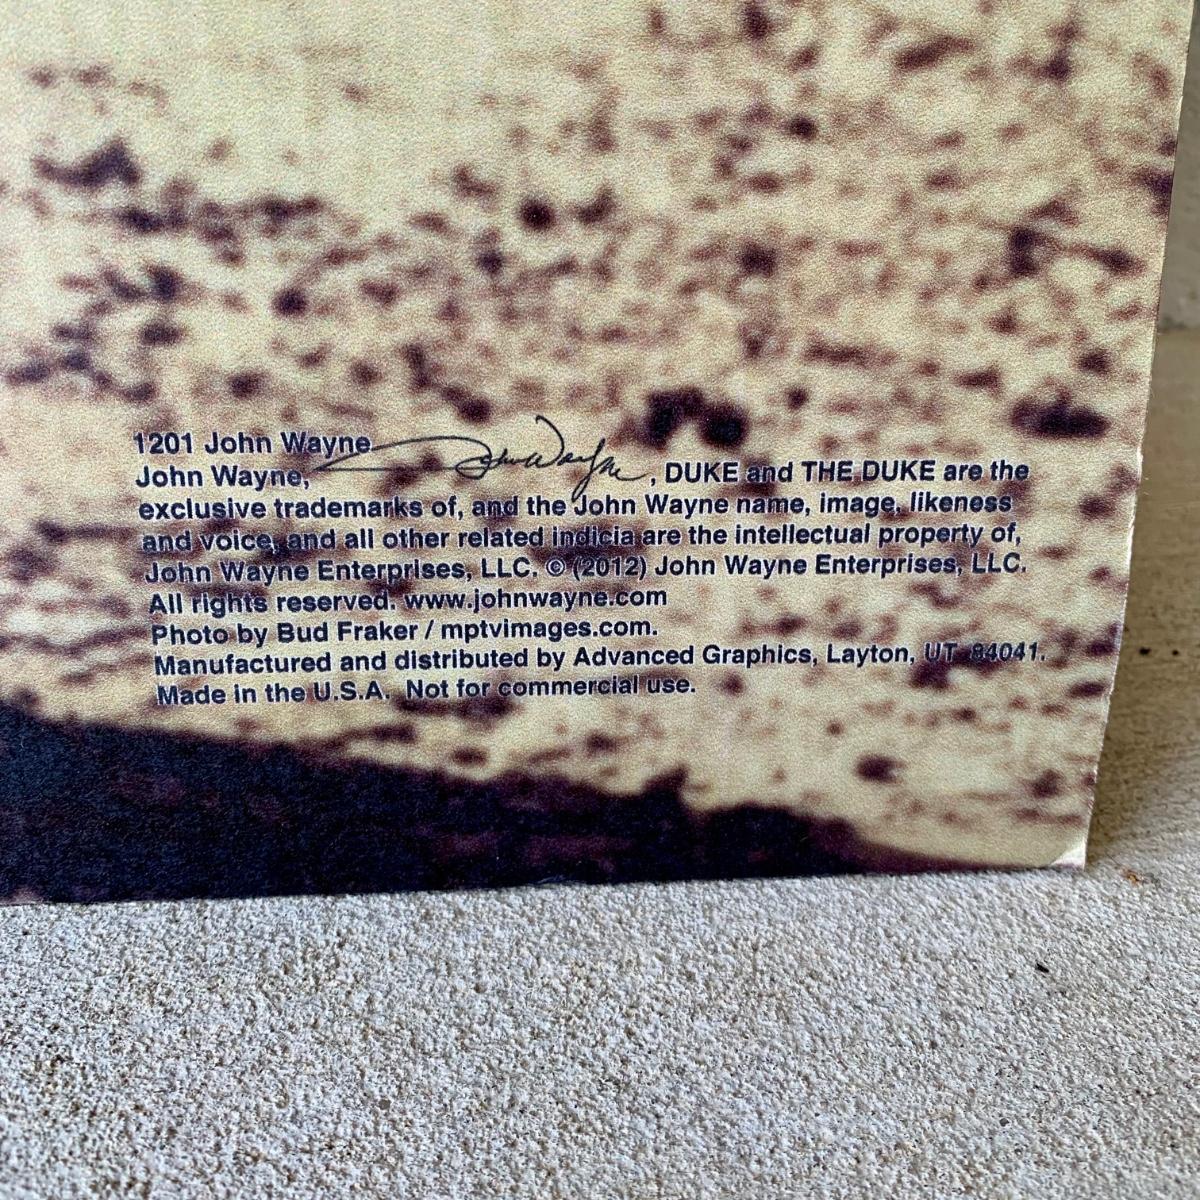 1201 John Wayne
John Wayne, John Wayne, DUKE and THE DUKE are the
exclusive trademarks of, and the John Wayne name, image, likeness
and voice, and all other related indicia are the intellectual property of,
John Wayne Enterprises, LLC. © (2012) John Wayne Enterprises, LLC.
All rights reserved. www.johnwayne.com
Photo by Bud Fraker / mptvimages.com.
Manufactured and distributed by Advanced Graphics, Layton, UT 84041.
Made in the U.S.A. Not for commercial use.